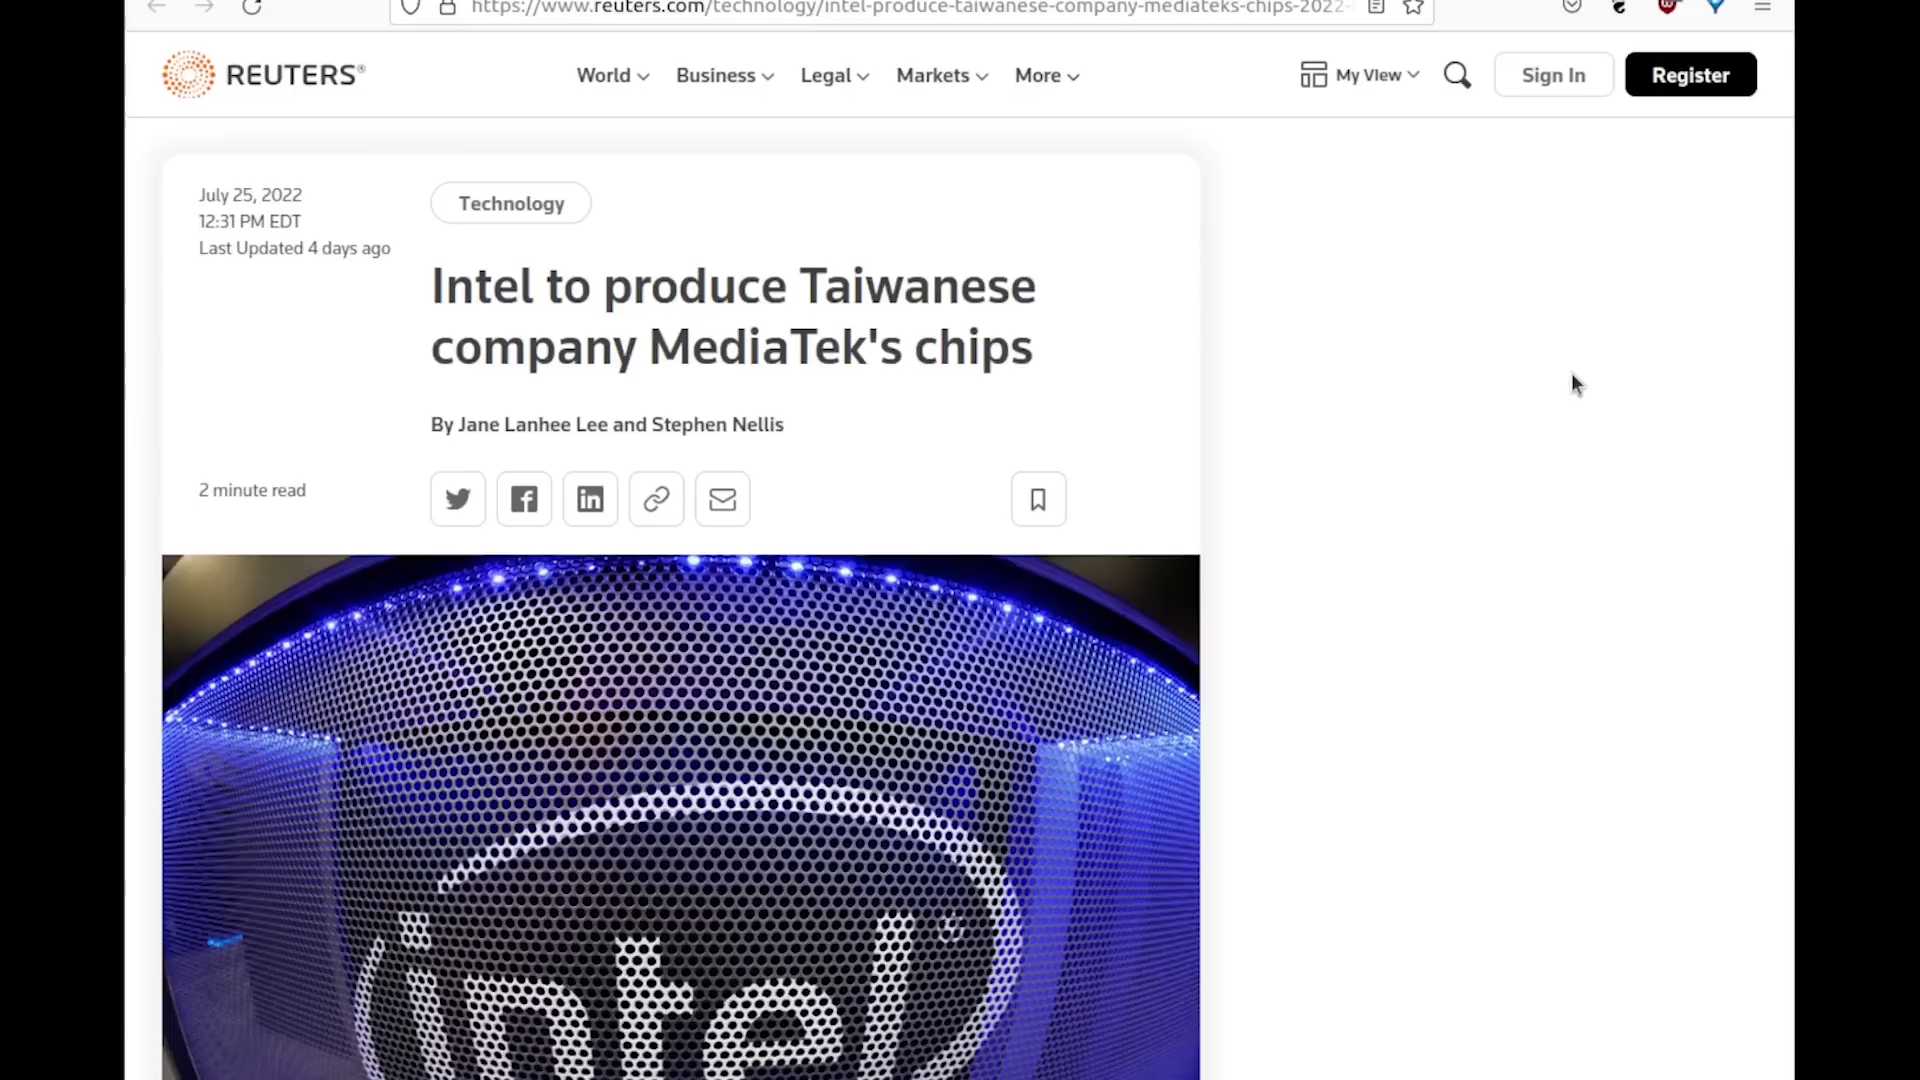 https://www.reuters.com/technology/intel-produce-taiwanese-company-mediateks-chips-2022-
REUTERS®
World
Business
Legal
Markets
More
My View
Sign In
Register
July 25, 2022
12:31 PM EDT
Last Updated 4 days ago
Technology
Intel to produce Taiwanese
company MediaTek's chips
By Jane Lanhee Lee and Stephen Nellis
2 minute read
intel